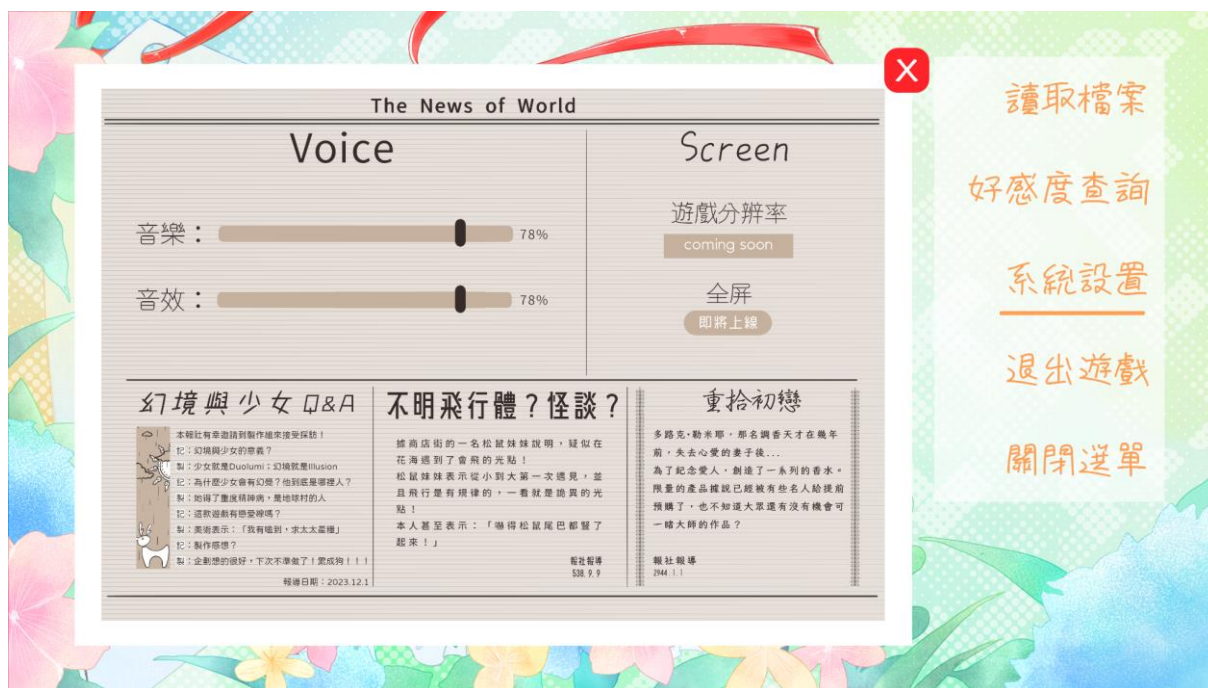 The News of World
Voice
音樂：
78%
音效：
78%
Screen
遊戲分辨率
coming soon
全屏
即將上線
幻境與少女Q&A
本報社有幸邀請到製作組來接受採訪！
記：幻境與少女的意義？
製：少女就是Duolumi；幻境就是Illusion
記：為什麼少女會有幻覺？他到底是哪裡人？
製：她得了重度精神病，是地球村的人
記：這款遊戲有戀愛線嗎？
製：美術表示：「我有嗑到，求太太產糧」
記：製作感想？
製：企劃想的很好，下次不準做了！累成狗！！！
報導日期：2023.12.1
不明飛行體？怪談？
據商店街的一名松鼠妹妹說明，疑似在
花海遇到了會飛的光點！
松鼠妹妹表示從小到大第一次遇見，並
且飛行是有規律的，一看就是詭異的光
點！
本人甚至表示：「嚇得松鼠尾巴都豎了
起來！」
報社報導
538. 9. 9
重拾初戀
多路克·勒米耶，那名調香天才在幾年
前，失去心愛的妻子後...
為了紀念愛人，創造了一系列的香水。
限量的產品據說已經被有些名人給提前
預購了，也不知道大眾還有沒有機會可
一睹大師的作品？
報社報導
2944. 1. 1
X
讀取檔案
好感度查詢
系統設置
退出遊戲
關閉選單